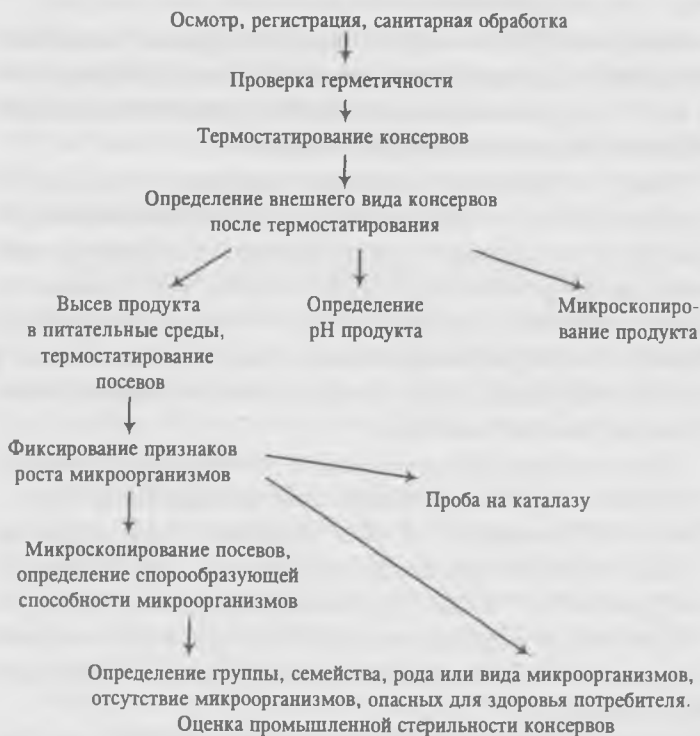 Осмотр, регистрация, санитарная обработка
Проверка герметичности
Термостатирование консервов
Определение внешнего вида консервов
после термостатирования
Высев продукта
в питательные среды,
термостатирование
посевов
Определение
pH продукта
Микроскопиро-
вание продукта
Фиксирование признаков
роста микроорганизмов
Проба на каталазу
Микроскопирование посевов,
определение спорообразующей
способности микроорганизмов
Определение группы, семейства, рода или вида микроорганизмов,
отсутствие микроорганизмов, опасных для здоровья потребителя.
Оценка промышленной стерильности консервов